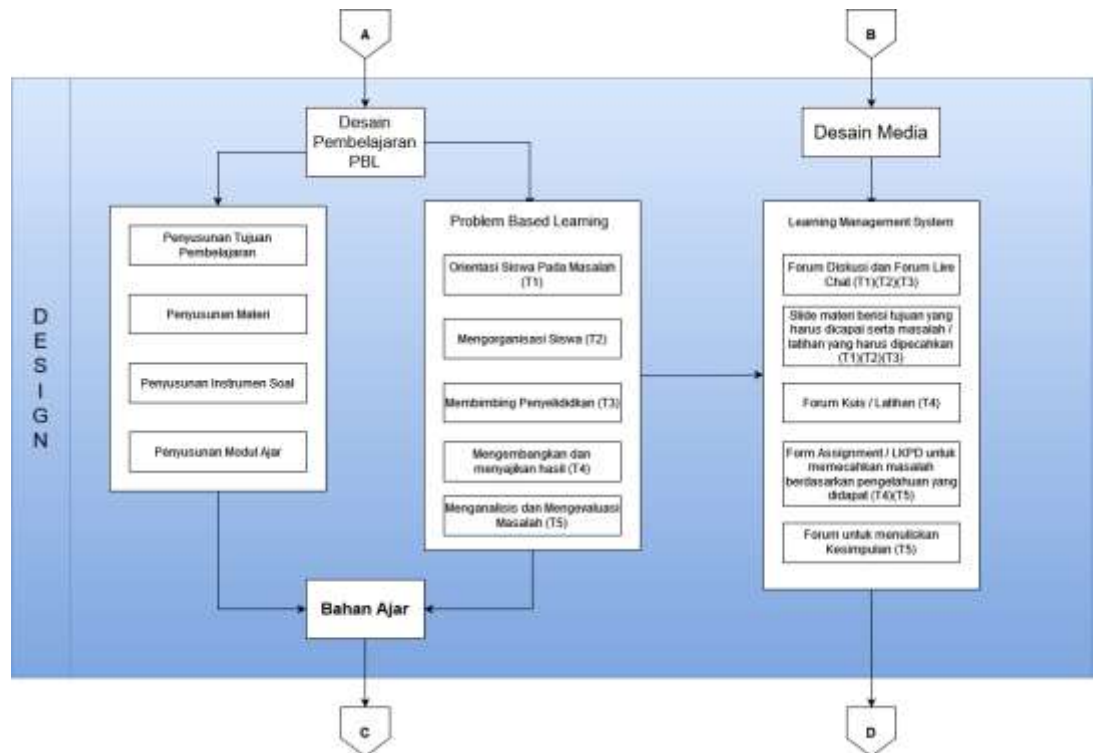 A
B
Desain
Pembelajaran
PBL
Desain Media
DESIGN
Penyusunan Tujuan
Pembelajaran
Penyusunan Materi
Penyusunan Instrumen Soal
Penyusunan Modul Ajar
Problem Based Learning
Orientasi Siswa Pada Masalah
(T1)
Mengorganisasi Siswa (T2)
Membimbing Penyelididkan (T3)
Mengembangkan dan
menyajikan hasil (T4)
Menganalisis dan Mengevaluasi
Masalah (T5)
Learning Management System
Forum Diskusi dan Forum Live
Chat (T1)(T2)(T3)
Slide materi berisi tujuan yang
harus dicapai serta masalah /
latihan yang harus dipecahkan
(T1)(T2)(T3)
Forum Kuis / Latihan (T4)
Form Assignment / LKPD untuk
memecahkan masalah
berdasarkan pengetahuan yang
didapat (T4)(T5)
Forum untuk menuliskan
Kesimpulan (T5)
Bahan Ajar
C
D